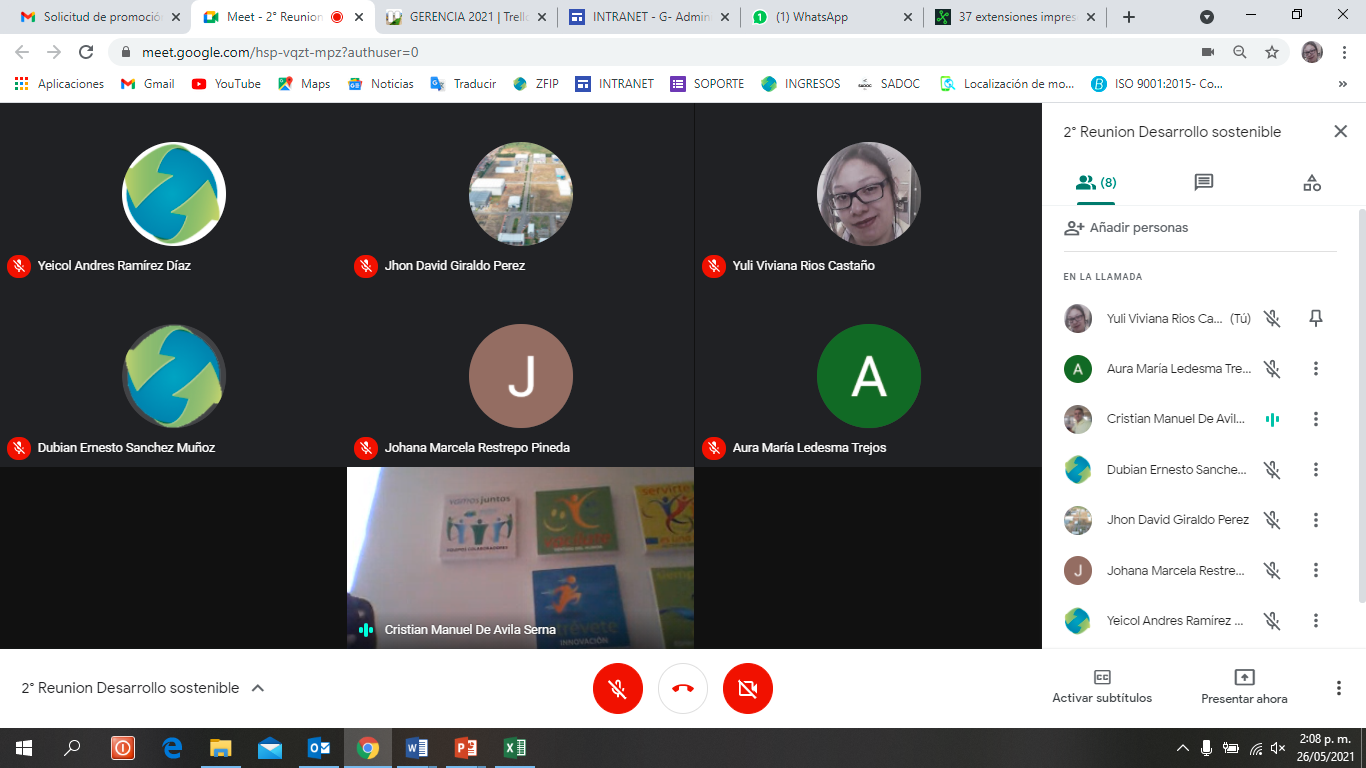 Solicitud de promoció
Meet - 2° Reunion
GERENCIA 2021 | Trell
INTRANET - G- Admin
(1) WhatsApp
37 extensiones impres
meet.google.com/hsp-vqzt-mpz?authuser=0
Aplicaciones
Gmail
YouTube
Maps
Noticias
Traducir
ZFIP
INTRANET
SOPORTE
INGRESOS
SADOC
Localización de mo...
ISO 9001:2015- Co...
»
Yeicol Andres Ramírez Díaz
Jhon David Giraldo Perez
Yuli Viviana Rios Castaño
J
A
Dubian Ernesto Sanchez Muñoz
Johana Marcela Restrepo Pineda
Aura María Ledesma Trejos
somos juntos
servirte
INNOVACIÓN
Cristian Manuel De Avila Serna
2° Reunion Desarrollo sostenible
(8)
Añadir personas
EN LA LLAMADA
Yuli Viviana Rios Ca... (Tú)
A
Aura María Ledesma Tre...
Cristian Manuel De Avil...
Dubian Ernesto Sanche...
Jhon David Giraldo Perez
J
Johana Marcela Restre...
Yeicol Andres Ramírez ...
2° Reunion Desarrollo sostenible
Activar subtítulos
Presentar ahora
2:08 p. m.
26/05/2021